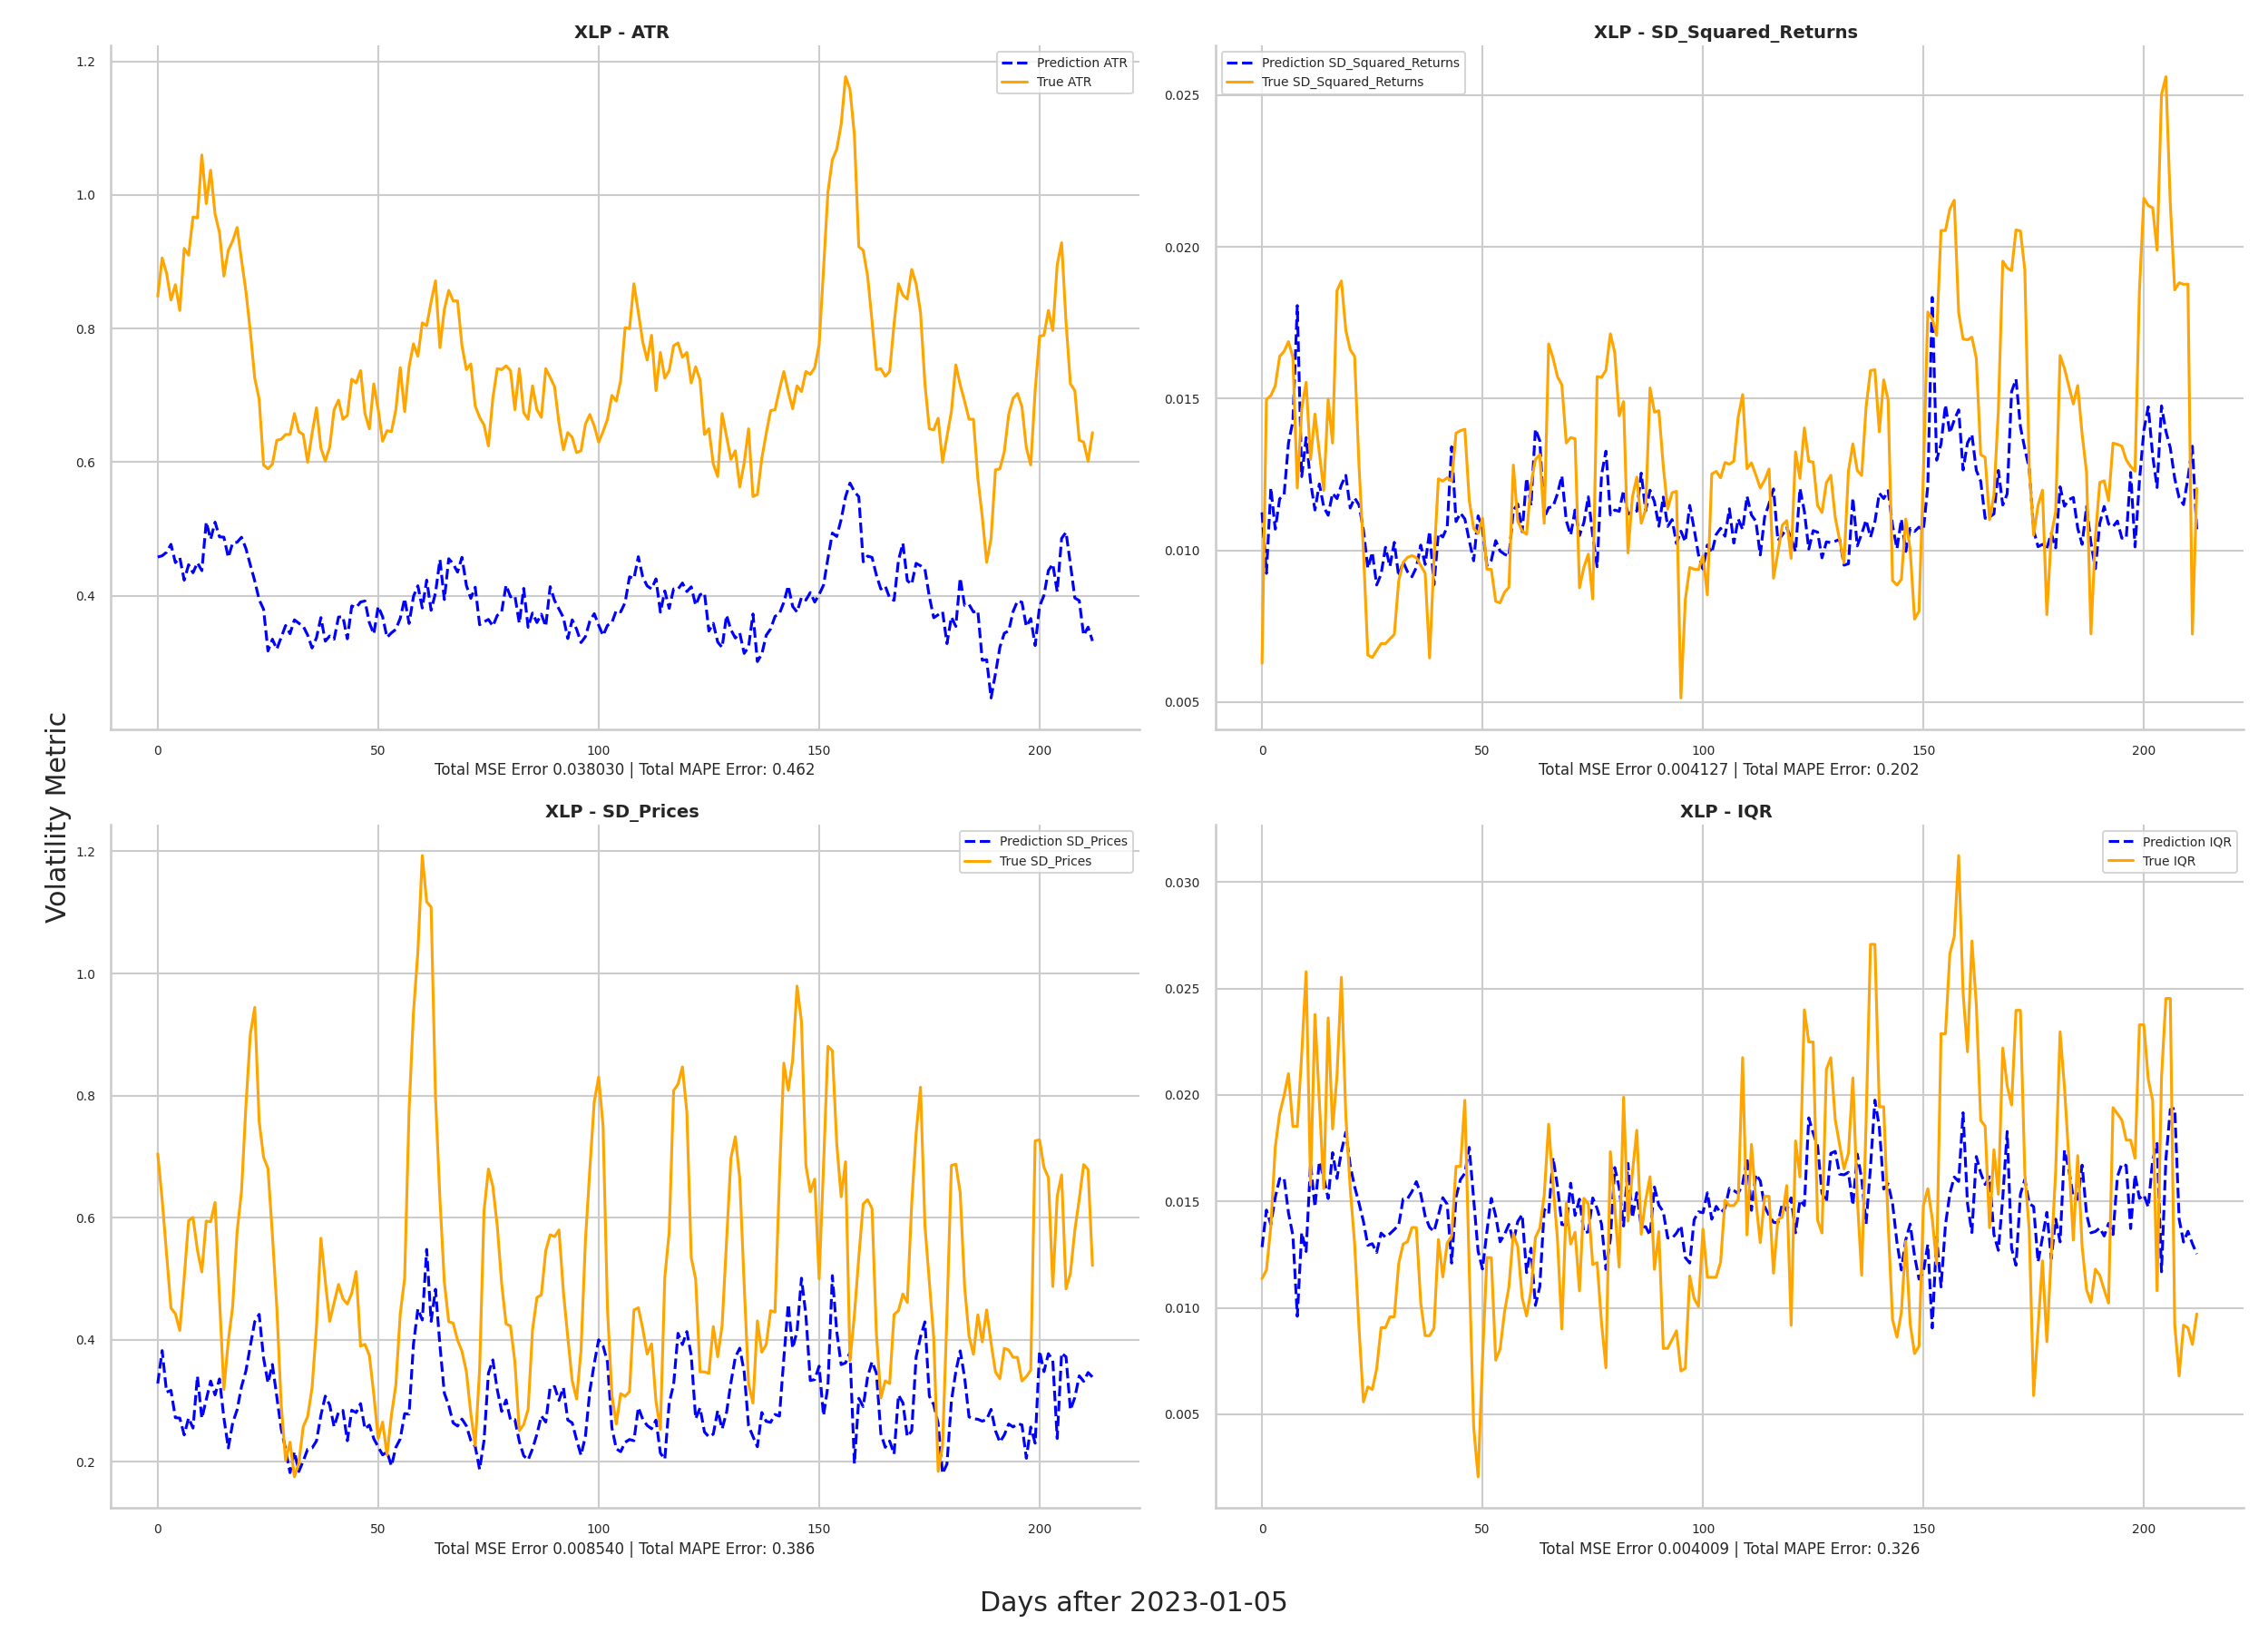 XLP - ATR
Prediction ATR
True ATR
1.2
1.0
0.8
0.6
0.4
0
50
100
150
200
Total MSE Error 0.038030 | Total MAPE Error: 0.462
XLP - SD_Squared_Returns
Prediction SD_Squared_Returns
True SD_Squared_Returns
0.025
0.020
0.015
0.010
0.005
0
50
100
150
200
Total MSE Error 0.004127 | Total MAPE Error: 0.202
Volatility Metric
XLP - SD_Prices
Prediction SD_Prices
True SD_Prices
1.2
1.0
0.8
0.6
0.4
0.2
0
50
100
150
200
Total MSE Error 0.008540 | Total MAPE Error: 0.386
XLP - IQR
Prediction IQR
True IQR
0.030
0.025
0.020
0.015
0.010
0.005
0
50
100
150
200
Total MSE Error 0.004009 | Total MAPE Error: 0.326
Days after 2023-01-05